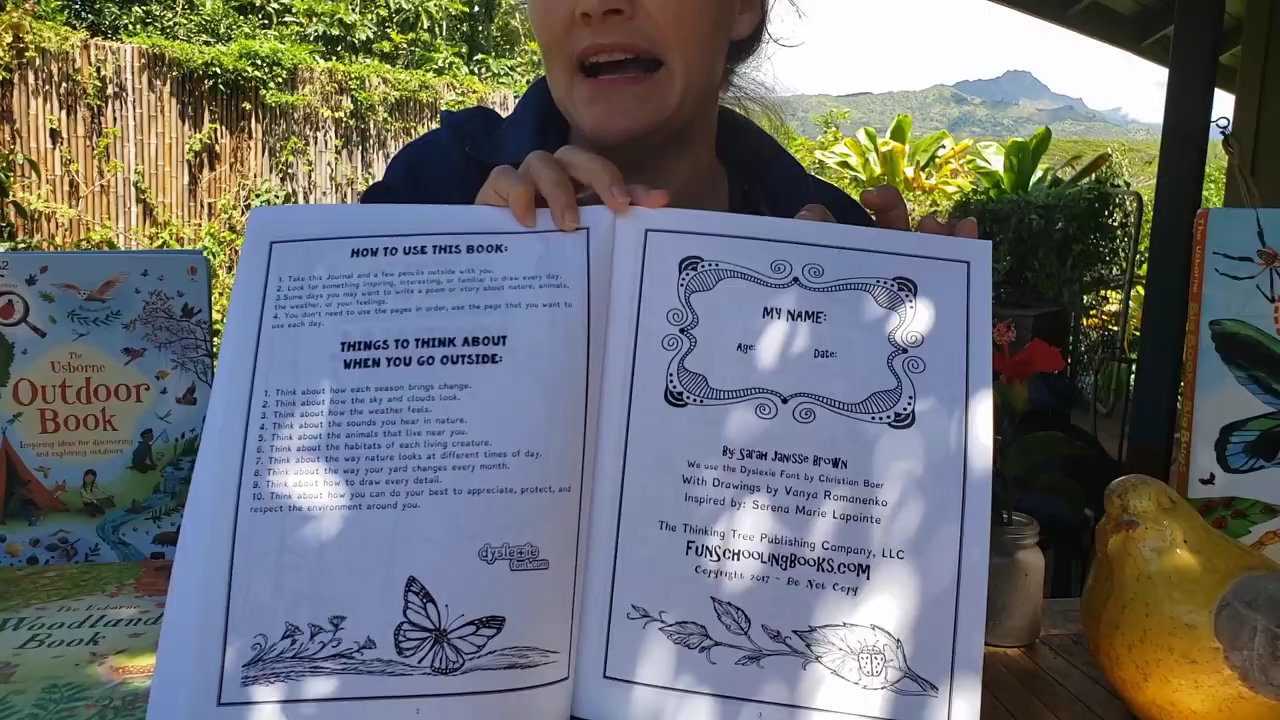 The
Usborne
Outdoor
Book
Inspiring ideas for discovering
and exploring outdoors
The Usborne
Woodland
Book
HOW TO USE THIS BOOK:
1. Take this Journal and a few pencils outside with you.
2. Look for something inspiring, interesting, or familiar to draw every day.
3.Some days you may want to write a poem or story about nature, animals,
the weather, or your feelings.
4. You don't need to use the pages in order, use the page that you want to
use each day.
THINGS TO THINK ABOUT
WHEN YOU GO OUTSIDE:
1. Think about how each season brings change.
2. Think about how the sky and clouds look.
3. Think about how the weather feels.
4. Think about the sounds you hear in nature.
5. Think about the animals that live near you.
6. Think about the habitats of each living creature.
7. Think about the way nature looks at different times of day.
8. Think about the way your yard changes every month.
9. Think about how to draw every detail.
10. Think about how you can do your best to appreciate, protect, and
respect the environment around you.
dyslexie
font.com
2
MY NAME:
Age: Date:
By: Sarah Janisse Brown
We use the Dyslexie Font by Christian Boer
With Drawings by Vanya Romanenko
Inspired by: Serena Marie Lapointe
The Thinking Tree Publishing Company, LLC
FUNSCHOOLINGBOOKS.COM
Copyright 2017 - Do Not Copy
3
The Usborne
Big Book of Big Bugs